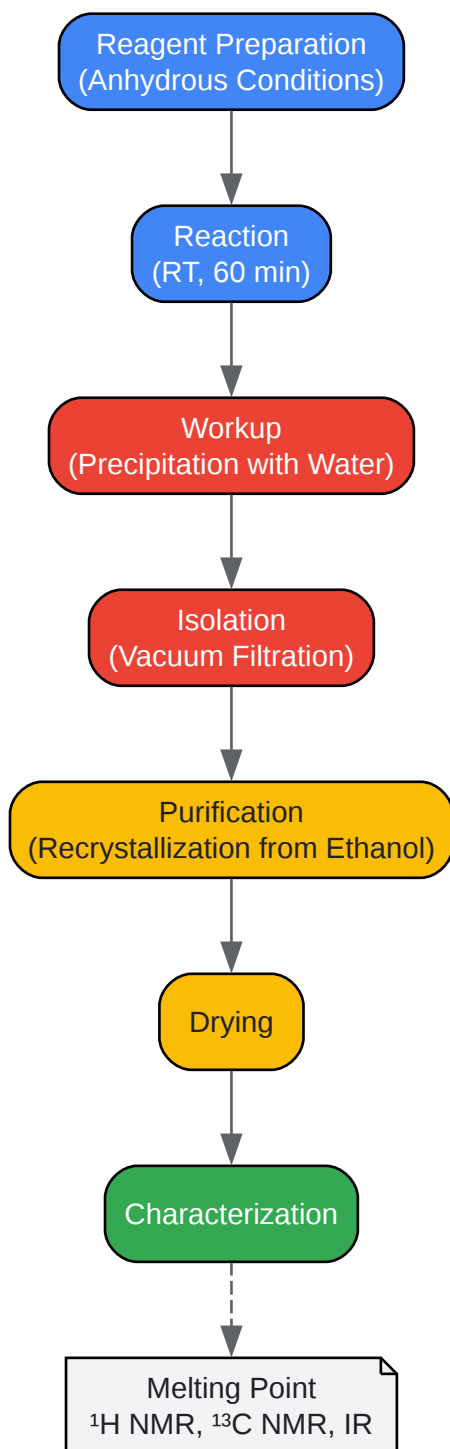 Reagent Preparation
(Anhydrous Conditions)
Reaction
(RT, 60 min)
Workup
(Precipitation with Water)
Isolation
(Vacuum Filtration)
Purification
(Recrystallization from Ethanol)
Drying
Characterization
Melting Point
¹H NMR, ¹³C NMR, IR